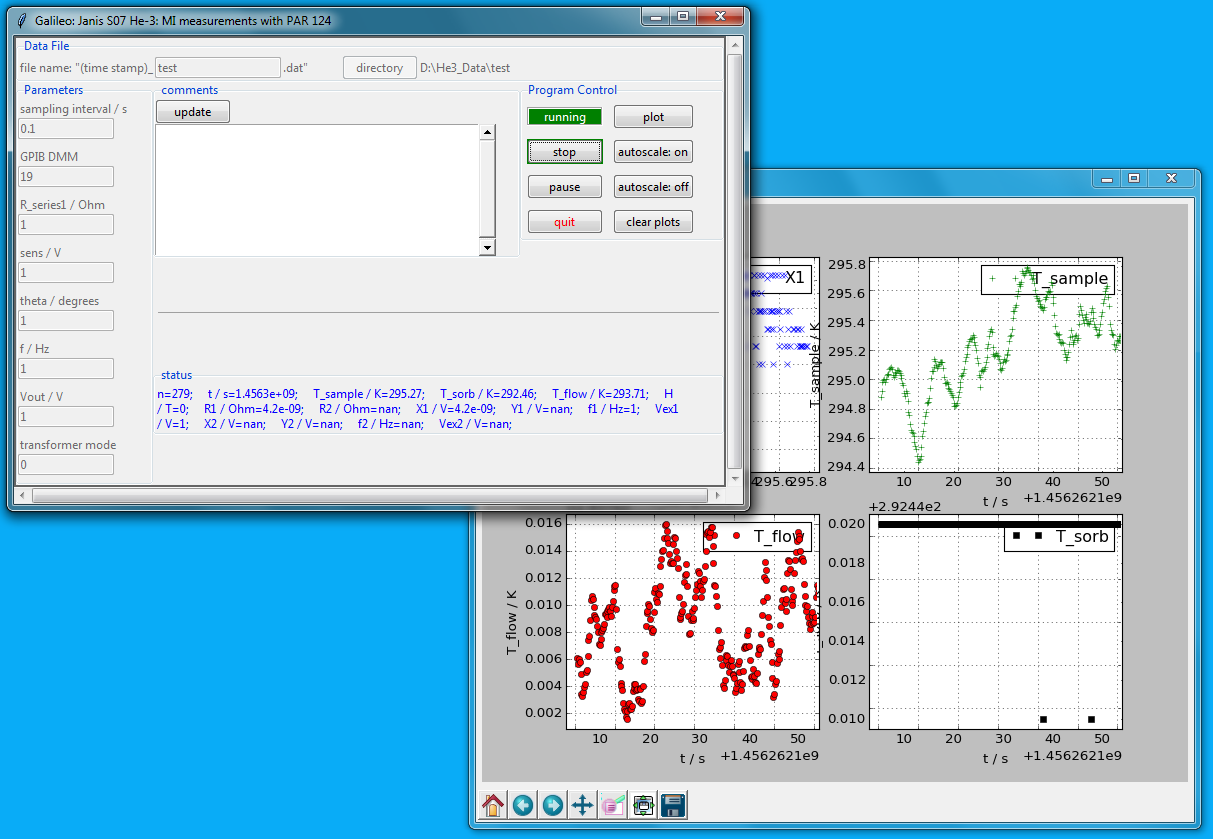 Galileo: Janis S07 He-3: MI measurements with PAR 124
Data File
file name: "(time stamp)_ test .dat" directory D:\He3_Data\test
Parameters
sampling interval / s
0.1
GPIB DMM
19
R_series1 / Ohm
1
sens / V
1
theta / degrees
1
f / Hz
1
Vout / V
1
transformer mode
0
comments
update
Program Control
running plot
stop autoscale: on
pause autoscale: off
quit clear plots
status
n=279; t / s=1.4563e+09; T_sample / K=295.27; T_sorb / K=292.46; T_flow / K=293.71; H
/ T=0; R1 / Ohm=4.2e-09; R2 / Ohm=nan; X1 / V=4.2e-09; Y1 / V=nan; f1 / Hz=1; Vex1
/ V=1; X2 / V=nan; Y2 / V=nan; f2 / Hz=nan; Vex2 / V=nan;
X1
295.6 295.8
T_sample / K
295.8
295.6
295.4
295.2
295.0
294.8
294.6
294.4
T_sample
10 20 30 40 50
t / s +1.4562621e9
T_flow / K
0.016
0.014
0.012
0.010
0.008
0.006
0.004
0.002
T_flow
10 20 30 40 50
t / s +1.4562621e9
+2.9244e2
0.020
0.018
0.016
0.014
0.012
0.010
T_sorb
10 20 30 40 50
t / s +1.4562621e9